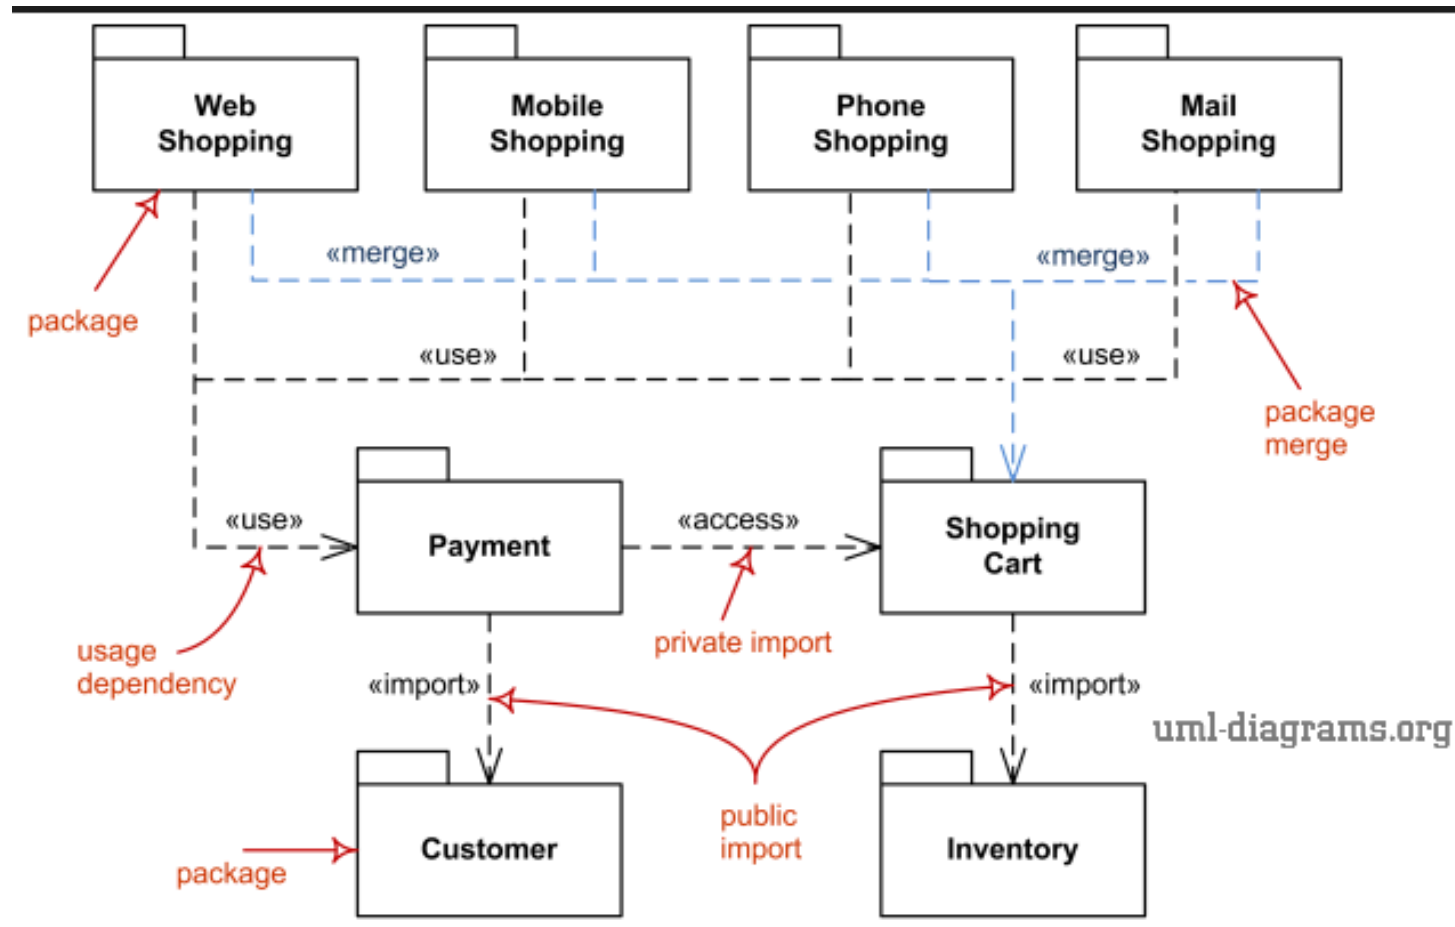 Web
Shopping
Mobile
Shopping
Phone
Shopping
Mail
Shopping
«merge»
«merge»
package
«use»
«use»
package
merge
«use»
Payment
«access»
Shopping
Cart
usage
dependency
private import
«import»
«import»
uml-diagrams.org
public
import
Customer
Inventory
package